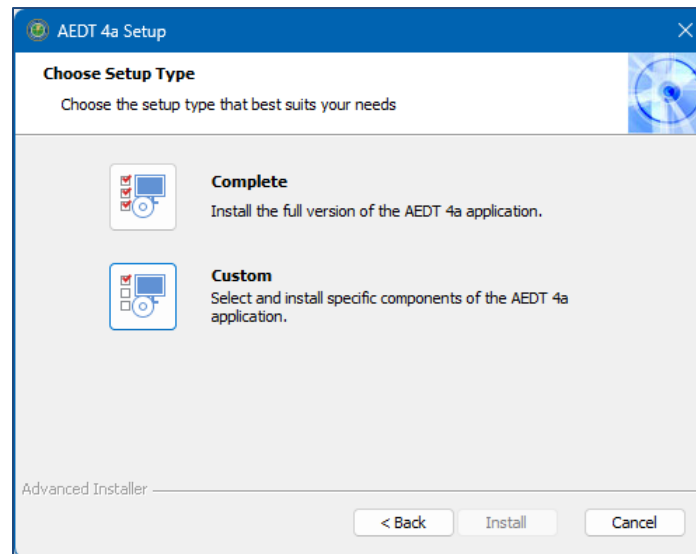 AEDT 4a Setup
Choose Setup Type
Choose the setup type that best suits your needs
Complete
Install the full version of the AEDT 4a application.
Custom
Select and install specific components of the AEDT 4a
application.
Advanced Installer
< Back Install Cancel